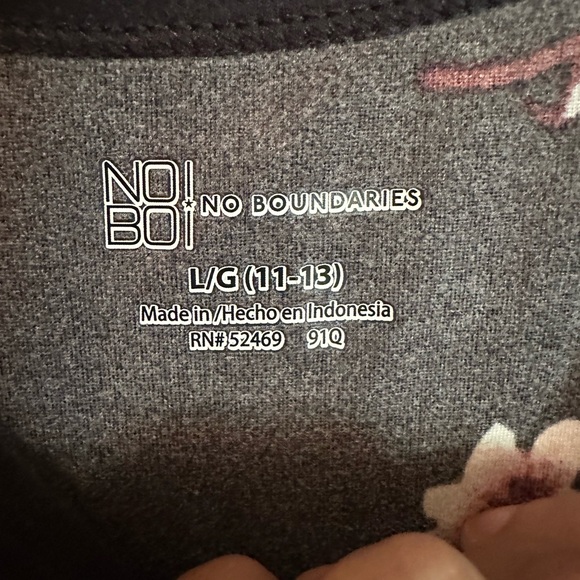 NO!
BO!
NO BOUNDARIES
L/G (11-13)
Made in/Hecho en Indonesia
RN# 52469 91Q